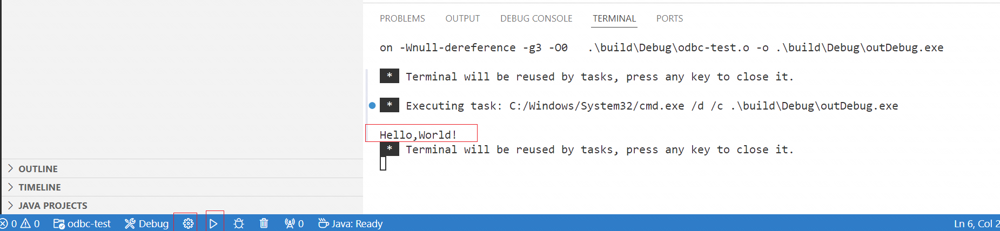 PROBLEMS OUTPUT DEBUG CONSOLE TERMINAL PORTS
on -Wnull-dereference -g3 -O0   .\build\Debug\odbc-test.o -o .\build\Debug\outDebug.exe
* Terminal will be reused by tasks, press any key to close it.
* Executing task: C:/Windows/System32/cmd.exe /d /c .\build\Debug\outDebug.exe
Hello,World!
* Terminal will be reused by tasks, press any key to close it.
OUTLINE
TIMELINE
JAVA PROJECTS
0 0 odbc-test Debug 0 Java: Ready Ln 6, Col 2